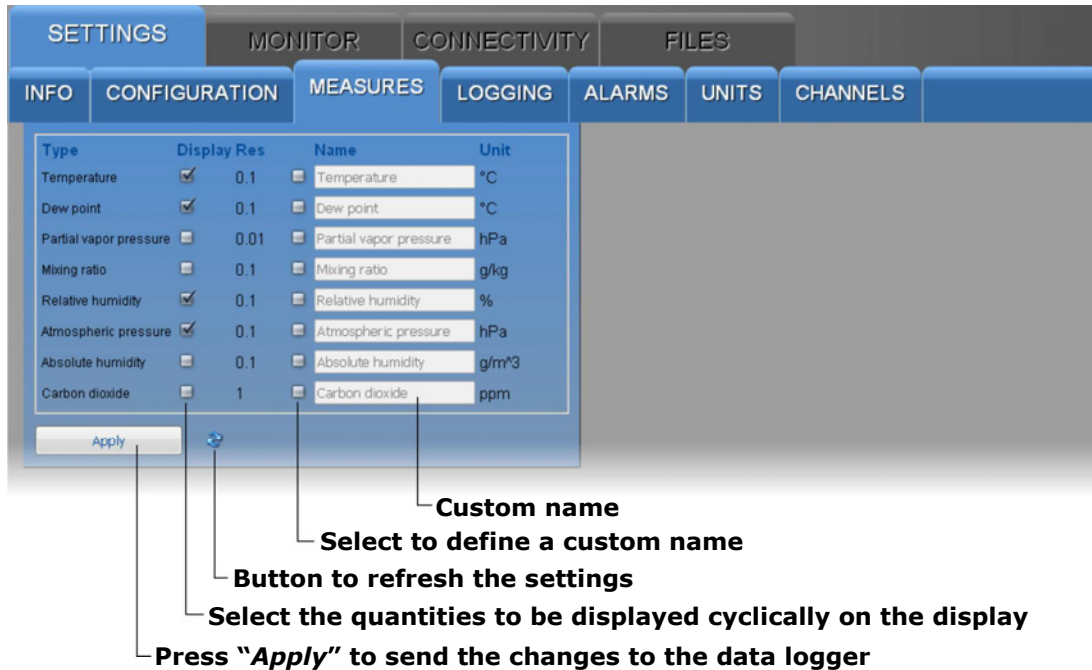 SETTINGS MONITOR CONNECTIVITY FILES
INFO CONFIGURATION MEASURES LOGGING ALARMS UNITS CHANNELS
Type Display Res Name Unit
Temperature 0.1 Temperature °C
Dew point 0.1 Dew point °C
Partial vapor pressure 0.01 Partial vapor pressure hPa
Mixing ratio 0.1 Mixing ratio g/kg
Relative humidity 0.1 Relative humidity %
Atmospheric pressure 0.1 Atmospheric pressure hPa
Absolute humidity 0.1 Absolute humidity g/m^3
Carbon dioxide 1 Carbon dioxide ppm
Apply
Custom name
Select to define a custom name
Button to refresh the settings
Select the quantities to be displayed cyclically on the display
Press “Apply” to send the changes to the data logger